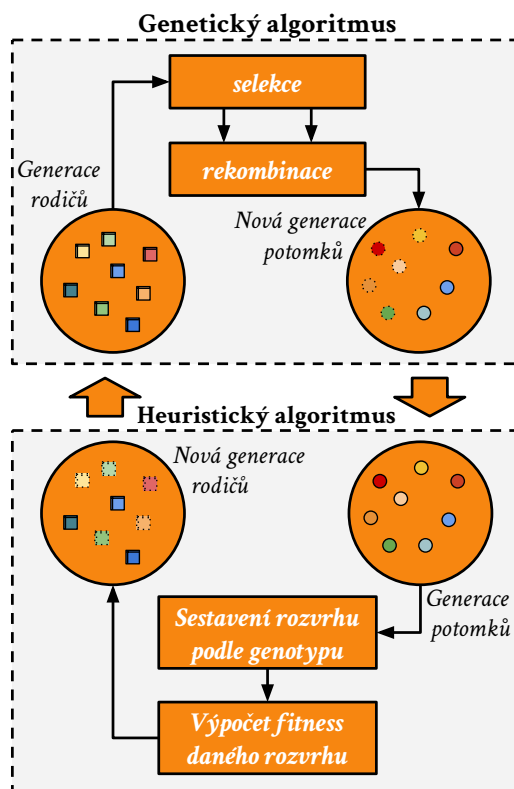 Genetický algoritmus
selekce
rekombinace
Generace
rodičů
Nová generace
potomků
Heuristický algoritmus
Nová generace
rodičů
Generace
potomků
Sestavení rozvrhu
podle genotypu
Výpočet fitness
daného rozvrhu